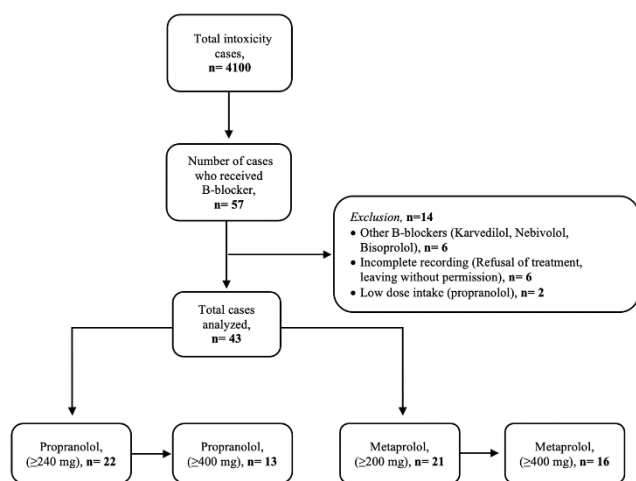 Total intoxicity
cases,
n= 4100
Number of cases
who received
B-blocker,
n= 57
Exclusion, n=14
• Other B-blockers (Karvedilol, Nebivolol,
Bisoprolol), n= 6
• Incomplete recording (Refusal of treatment,
leaving without permission), n= 6
• Low dose intake (propranolol), n= 2
Total cases
analyzed,
n= 43
Propranolol,
(≥240 mg), n= 22
Propranolol,
(≥400 mg), n= 13
Metaprolol,
(≥200 mg), n= 21
Metaprolol,
(≥400 mg), n= 16